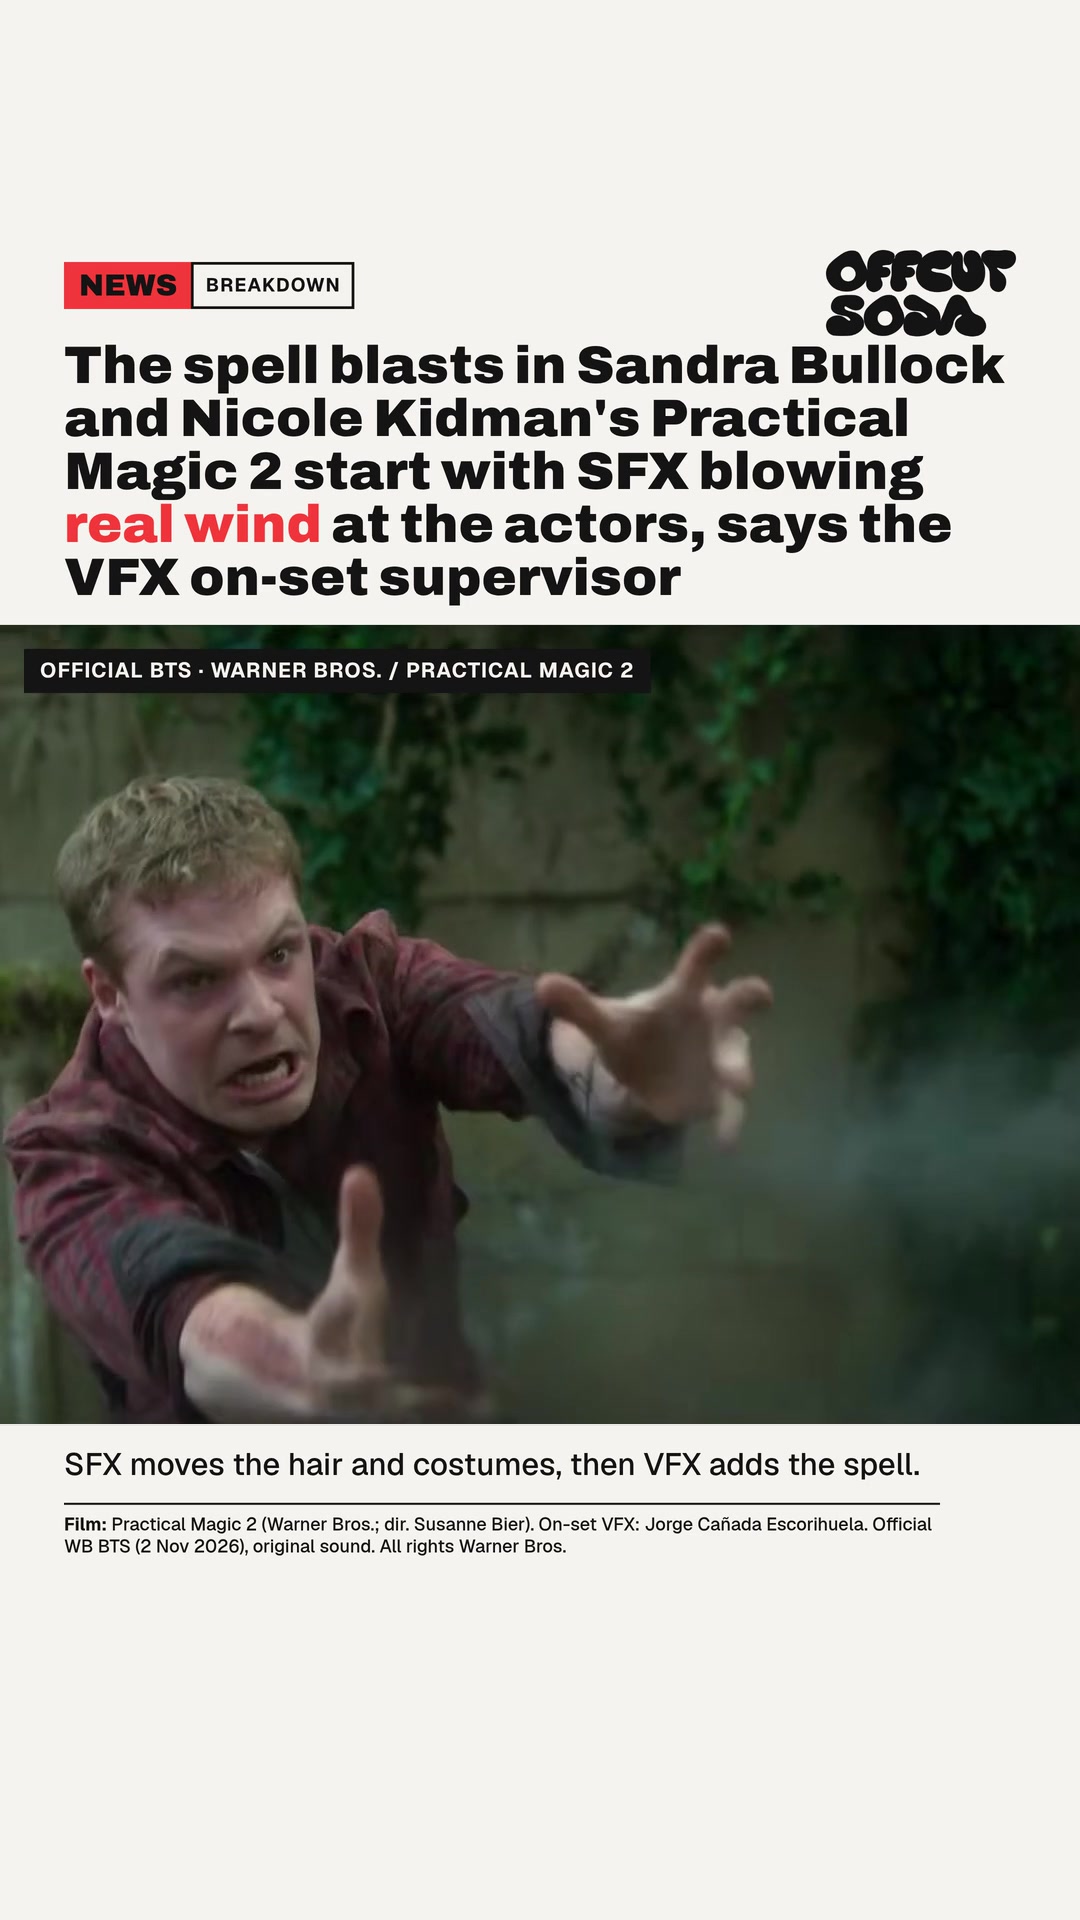 NEWS BREAKDOWN
OFFCUT
SODA
The spell blasts in Sandra Bullock
and Nicole Kidman's Practical
Magic 2 start with SFX blowing
real wind at the actors, says the
VFX on-set supervisor
OFFICIAL BTS · WARNER BROS. / PRACTICAL MAGIC 2
SFX moves the hair and costumes, then VFX adds the spell.
Film: Practical Magic 2 (Warner Bros.; dir. Susanne Bier). On-set VFX: Jorge Cañada Escorihuela. Official
WB BTS (2 Nov 2026), original sound. All rights Warner Bros.